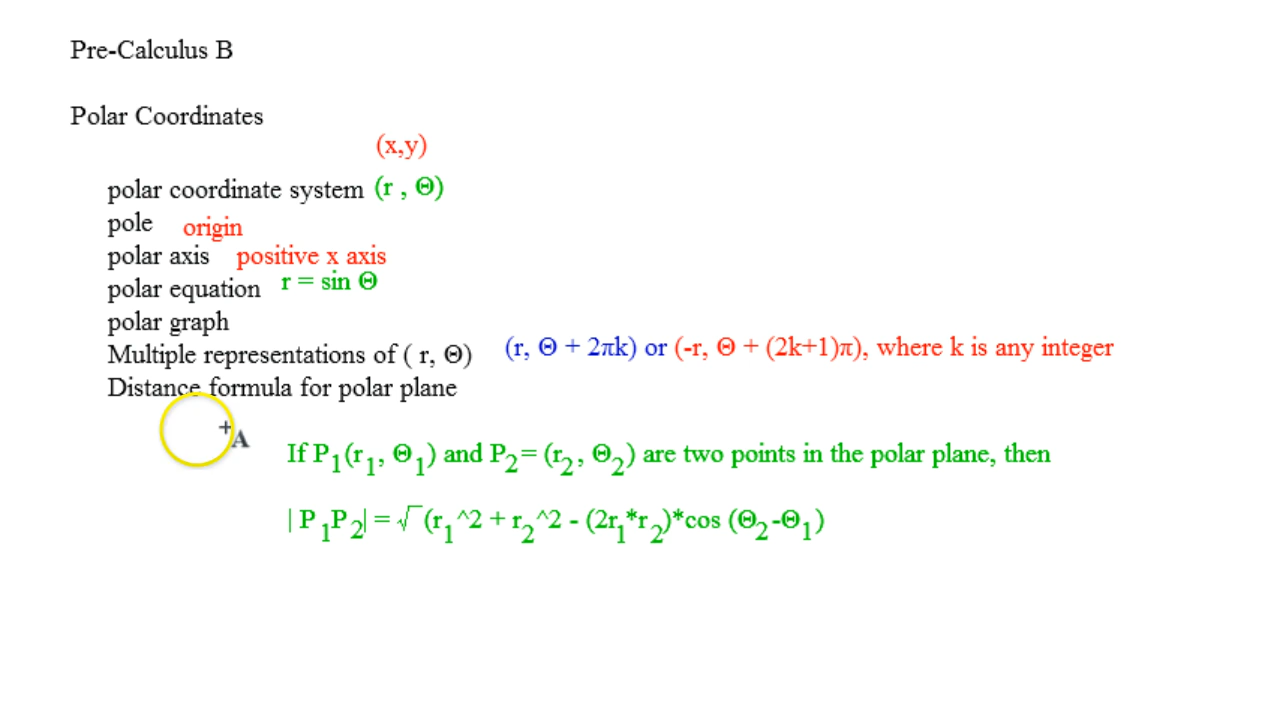 Pre-Calculus B
Polar Coordinates
(x,y)
polar coordinate system (r , Θ)
pole origin
polar axis positive x axis
polar equation r = sin Θ
polar graph
Multiple representations of ( r, Θ) (r, Θ + 2πk) or (-r, Θ + (2k+1)π), where k is any integer
Distance formula for polar plane
A
If P₁(r₁, Θ₁) and P₂= (r₂, Θ₂) are two points in the polar plane, then
| P₁P₂| = √‾(r₁^2 + r₂^2 - (2r₁*r₂)*cos (Θ₂-Θ₁)